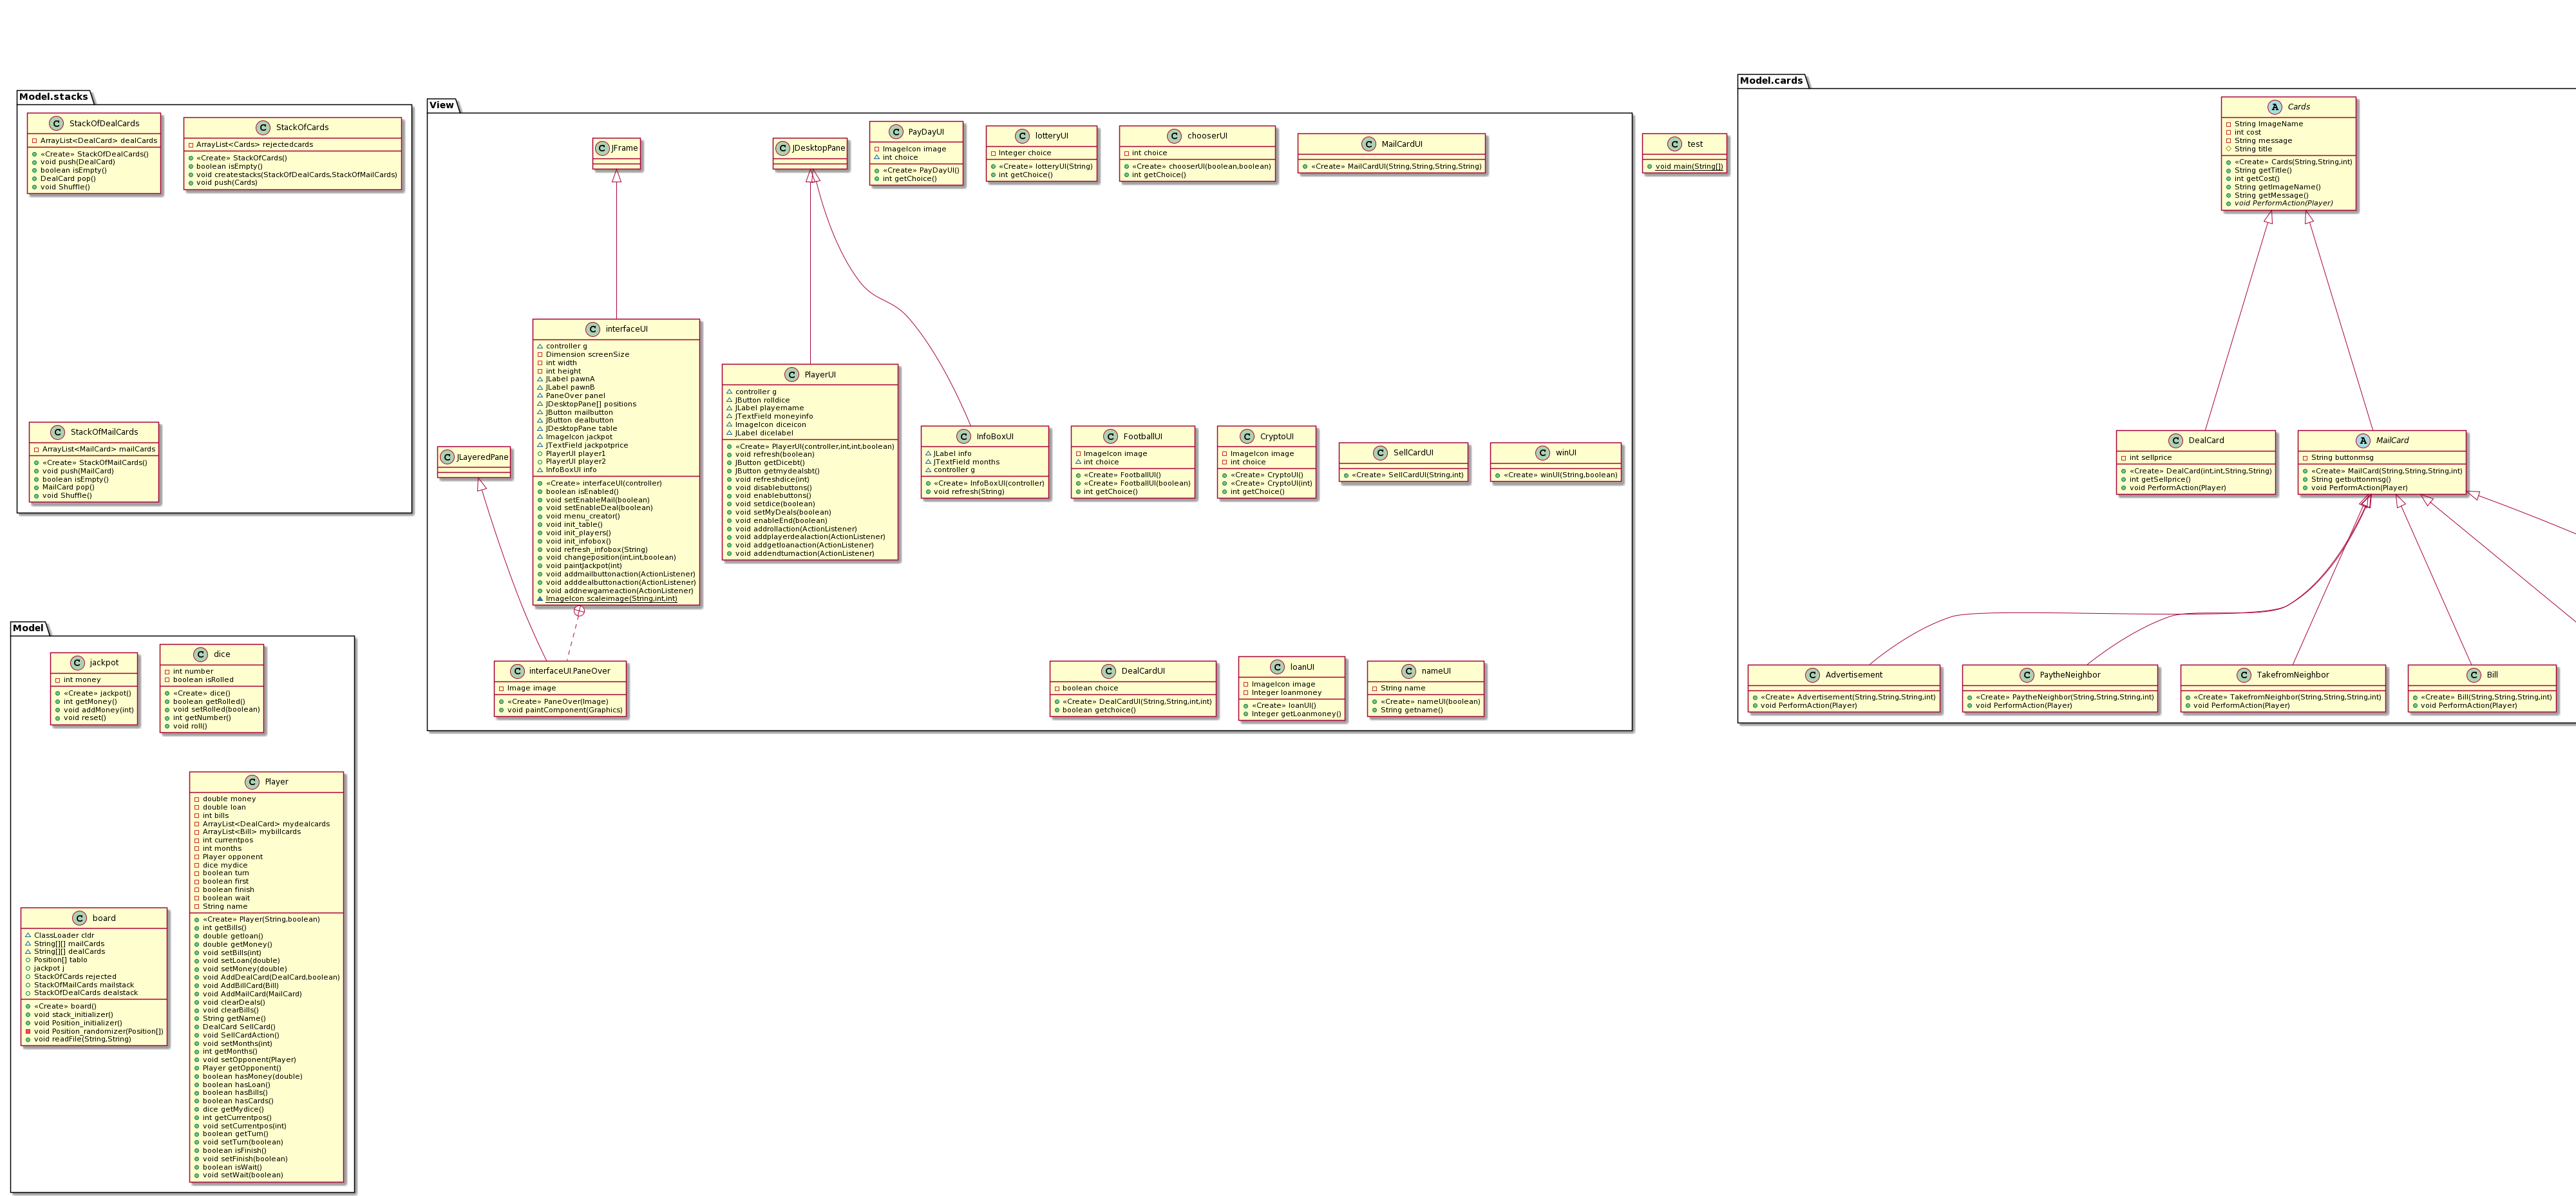 Model.stacks
StackOfDealCards
ArrayList<DealCard> dealCards
«Create» StackOfDealCards()
void push(DealCard)
boolean isEmpty()
DealCard pop()
void Shuffle()
StackOfCards
ArrayList<Cards> rejectedcards
«Create» StackOfCards()
boolean isEmpty()
void createstacks(StackOfDealCards,StackOfMailCards)
void push(Cards)
StackOfMailCards
ArrayList<MailCard> mailCards
«Create» StackOfMailCards()
void push(MailCard)
boolean isEmpty()
MailCard pop()
void Shuffle()
View
JFrame
JDesktopPane
PayDayUI
ImageIcon image
int choice
«Create» PayDayUI()
int getChoice()
lotteryUI
Integer choice
«Create» lotteryUI(String)
int getChoice()
chooserUI
int choice
«Create» chooserUI(boolean,boolean)
int getChoice()
MailCardUI
«Create» MailCardUI(String,String,String,String)
interfaceUI
controller g
Dimension screenSize
int width
int height
JLabel pawnA
JLabel pawnB
PaneOver panel
JDesktopPane[] positions
JButton mailbutton
JButton dealbutton
JDesktopPane table
ImageIcon jackpot
JTextField jackpotprice
PlayerUI player1
PlayerUI player2
InfoBoxUI info
«Create» interfaceUI(controller)
boolean isEnabled()
void setEnableMail(boolean)
void setEnableDeal(boolean)
void menu_creator()
void init_table()
void init_players()
void init_infobox()
void refresh_infobox(String)
void changeposition(int,int,boolean)
void paintJackpot(int)
void addmailbuttonaction(ActionListener)
void adddealbuttonaction(ActionListener)
void addnewgameaction(ActionListener)
ImageIcon scaleimage(String,int,int)
PlayerUI
controller g
JButton rolldice
JLabel playername
JTextField moneyinfo
ImageIcon diceicon
JLabel dicelabel
«Create» PlayerUI(controller,int,int,boolean)
void refresh(boolean)
JButton getDicebt()
JButton getmydealsbt()
void refreshdice(int)
void disablebuttons()
void enablebuttons()
void setdice(boolean)
void setMyDeals(boolean)
void enableEnd(boolean)
void addrollaction(ActionListener)
void addplayerdealaction(ActionListener)
void addgetloanaction(ActionListener)
void addendturnaction(ActionListener)
JLayeredPane
InfoBoxUI
JLabel info
JTextField months
controller g
«Create» InfoBoxUI(controller)
void refresh(String)
FootballUI
ImageIcon image
int choice
«Create» FootballUI()
«Create» FootballUI(boolean)
int getChoice()
CryptoUI
ImageIcon image
int choice
«Create» CryptoUI()
«Create» CryptoUI(int)
int getChoice()
SellCardUI
«Create» SellCardUI(String,int)
winUI
«Create» winUI(String,boolean)
interfaceUI.PaneOver
Image image
«Create» PaneOver(Image)
void paintComponent(Graphics)
DealCardUI
boolean choice
«Create» DealCardUI(String,String,int,int)
boolean getchoice()
loanUI
ImageIcon image
Integer loanmoney
«Create» loanUI()
Integer getLoanmoney()
nameUI
String name
«Create» nameUI(boolean)
String getname()
test
void main(String[])
Model.cards
Cards
String ImageName
int cost
String message
String title
«Create» Cards(String,String,int)
String getTitle()
int getCost()
String getImageName()
String getMessage()
void PerformAction(Player)
DealCard
int sellprice
«Create» DealCard(int,int,String,String)
int getSellprice()
void PerformAction(Player)
MailCard
String buttonmsg
«Create» MailCard(String,String,String,int)
String getbuttonmsg()
void PerformAction(Player)
Advertisement
«Create» Advertisement(String,String,String,int)
void PerformAction(Player)
PaytheNeighbor
«Create» PaytheNeighbor(String,String,String,int)
void PerformAction(Player)
TakefromNeighbor
«Create» TakefromNeighbor(String,String,String,int)
void PerformAction(Player)
Bill
«Create» Bill(String,String,String,int)
void PerformAction(Player)
Model
jackpot
int money
«Create» jackpot()
int getMoney()
void addMoney(int)
void reset()
dice
int number
boolean isRolled
«Create» dice()
boolean getRolled()
void setRolled(boolean)
int getNumber()
void roll()
board
ClassLoader cldr
String[][] mailCards
String[][] dealCards
Position[] tablo
jackpot j
StackOfCards rejected
StackOfMailCards mailstack
StackOfDealCards dealstack
«Create» board()
void stack_initializer()
void Position_initializer()
void Position_randomizer(Position[])
void readFile(String,String)
Player
double money
double loan
int bills
ArrayList<DealCard> mydealcards
ArrayList<Bill> mybillcards
int currentpos
int months
Player opponent
dice mydice
boolean turn
boolean first
boolean finish
boolean wait
String name
«Create» Player(String,boolean)
int getBills()
double getloan()
double getMoney()
void setBills(int)
void setLoan(double)
void setMoney(double)
void AddDealCard(DealCard,boolean)
void AddBillCard(Bill)
void AddMailCard(MailCard)
void clearDeals()
void clearBills()
String getName()
DealCard SellCard()
void SellCardAction()
void setMonths(int)
int getMonths()
void setOpponent(Player)
Player getOpponent()
boolean hasMoney(double)
boolean hasLoan()
boolean hasBills()
boolean hasCards()
dice getMydice()
int getCurrentpos()
void setCurrentpos(int)
boolean getTurn()
void setTurn(boolean)
boolean isFinish()
void setFinish(boolean)
boolean isWait()
void setWait(boolean)